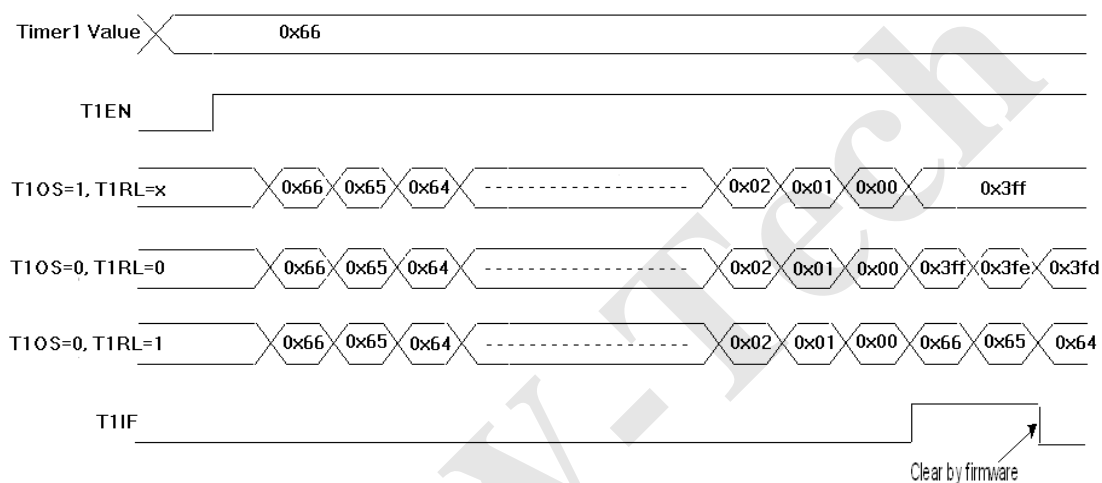 Timer1 Value 0x66
T1EN
T1OS=1, T1RL=x 0x66 0x65 0x64 0x02 0x01 0x00 0x3ff
T1OS=0, T1RL=0 0x66 0x65 0x64 0x02 0x01 0x00 0x3ff 0x3fe 0x3fd
T1OS=0, T1RL=1 0x66 0x65 0x64 0x02 0x01 0x00 0x66 0x65 0x64
T1IF
Clear by firmware
V-Tech